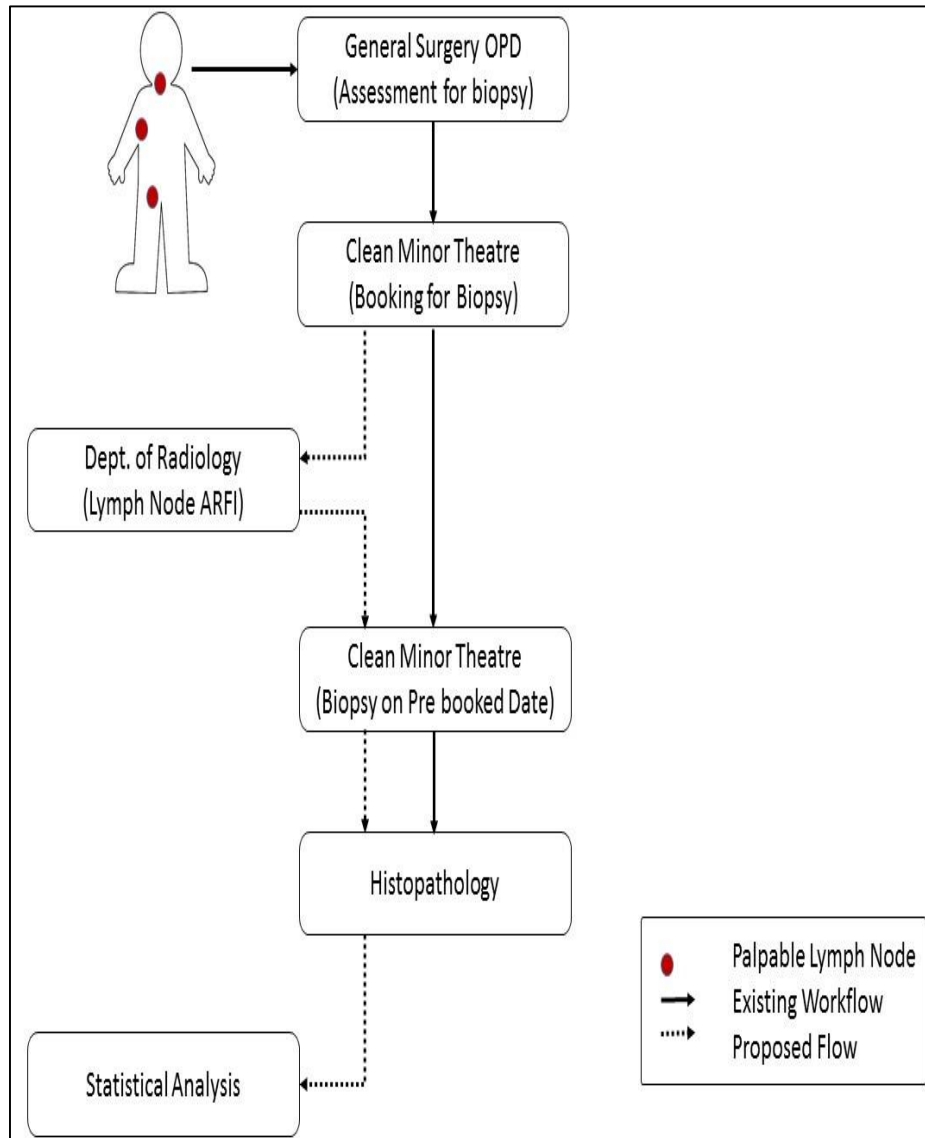 General Surgery OPD
(Assessment for biopsy)
Clean Minor Theatre
(Booking for Biopsy)
Dept. of Radiology
(Lymph Node ARFI)
Clean Minor Theatre
(Biopsy on Pre booked Date)
Histopathology
Statistical Analysis
Palpable Lymph Node
Existing Workflow
Proposed Flow